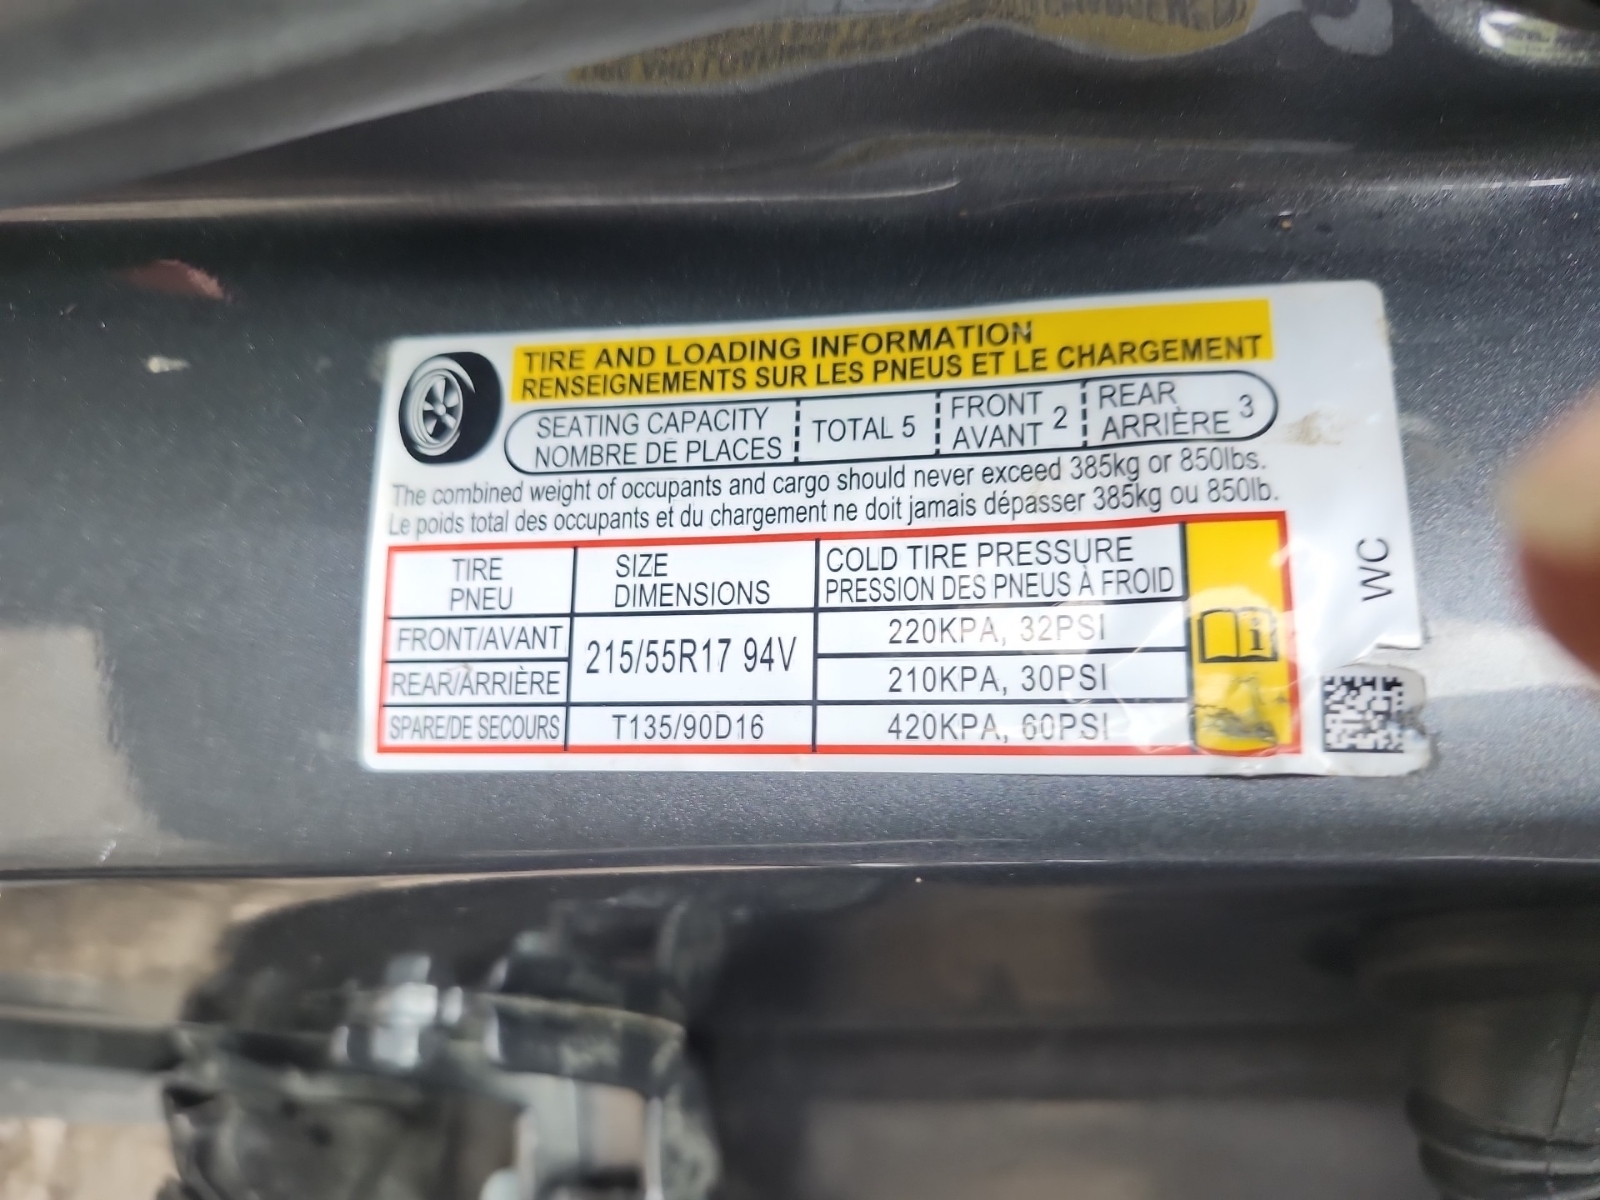 TIRE AND LOADING INFORMATION
RENSEIGNEMENTS SUR LES PNEUS ET LE CHARGEMENT
SEATING CAPACITY TOTAL 5 FRONT 2 REAR 3
NOMBRE DE PLACES AVANT ARRIÈRE
The combined weight of occupants and cargo should never exceed 385kg or 850lbs.
Le poids total des occupants et du chargement ne doit jamais dépasser 385kg ou 850lb.
TIRE SIZE COLD TIRE PRESSURE
PNEU DIMENSIONS PRESSION DES PNEUS À FROID
FRONT/AVANT 215/55R17 94V 220KPA, 32PSI
REAR/ARRIÈRE 210KPA, 30PSI
SPARE/DE SECOURS T135/90D16 420KPA, 60PSI
WC